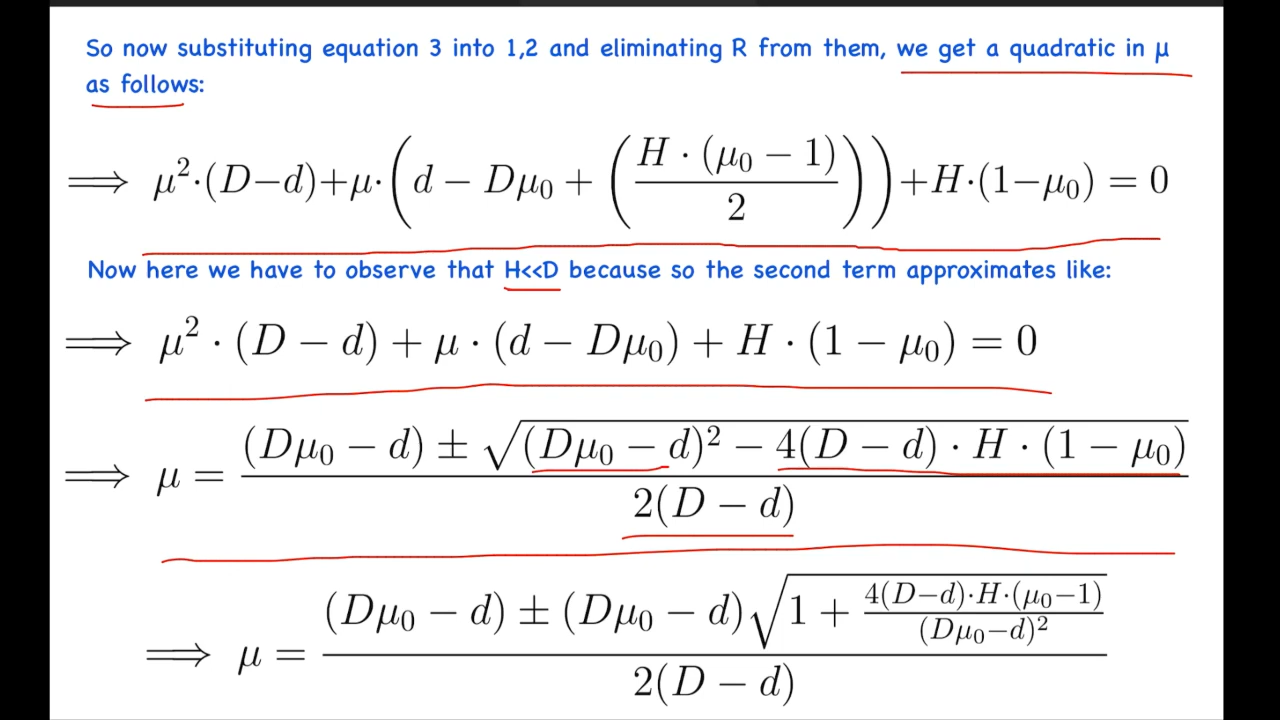 So now substituting equation 3 into 1,2 and eliminating R from them, we get a quadratic in μ
as follows:
⟹ μ²·(D−d)+μ·(d − Dμ₀ + (H · (μ₀ − 1)/2))+H·(1−μ₀) = 0
Now here we have to observe that H<<D because so the second term approximates like:
⟹ μ² · (D − d) + μ · (d − Dμ₀) + H · (1 − μ₀) = 0
⟹ μ = ((Dμ₀ − d) ± √((Dμ₀ − d)² − 4(D − d) · H · (1 − μ₀)))/(2(D − d))
⟹ μ = ((Dμ₀ − d) ± (Dμ₀ − d)√(1 + (4(D−d)·H·(μ₀−1))/((Dμ₀−d)²)))/(2(D − d))